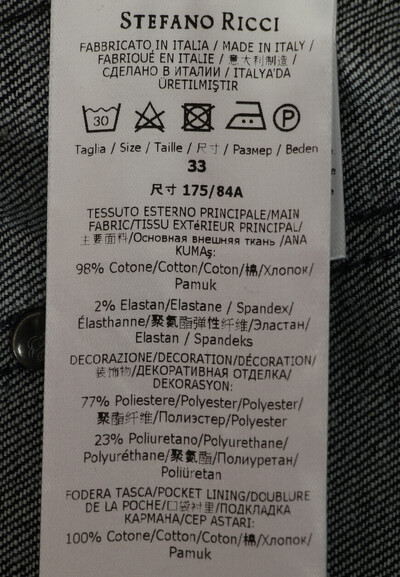 STEFANO RICCI
FABBRICATO IN ITALIA / MADE IN ITALY /
FABRIQUÉ EN ITALIE / 意大利制造 /
СДЕЛАНО В ИТАЛИИ / ITALYA'DA
ÜRETILMIŞTIR
30 P
Taglia / Size / Taille / 尺寸 / Размер / Beden
33
尺寸 175/84A
TESSUTO ESTERNO PRINCIPALE/MAIN
FABRIC/TISSU EXTéRIEUR PRINCIPAL/
主要面料/Основная внешняя ткань /ANA
KUMAş:
98% Cotone/Cotton/Coton/棉/Хлопок/
Pamuk
2% Elastan/Elastane / Spandex/
Élasthanne/聚氨酯弹性纤维/Эластан/
Elastan / Spandeks
DECORAZIONE/DECORATION/DÉCORATION/
装饰物/ДЕКОРАТИВНАЯ ОТДЕЛКА/
DEKORASYON:
77% Poliestere/Polyester/Polyester/
聚酯纤维/Полиэстер/Polyester
23% Poliuretano/Polyurethane/
Polyuréthane/聚氨酯/Полиуретан/
Poliüretan
FODERA TASCA/POCKET LINING/DOUBLURE
DE LA POCHE/口袋衬里/ПОДКЛАДКА
КАРМАНА/CEP ASTARI:
100% Cotone/Cotton/Coton/棉/Хлопок/
Pamuk